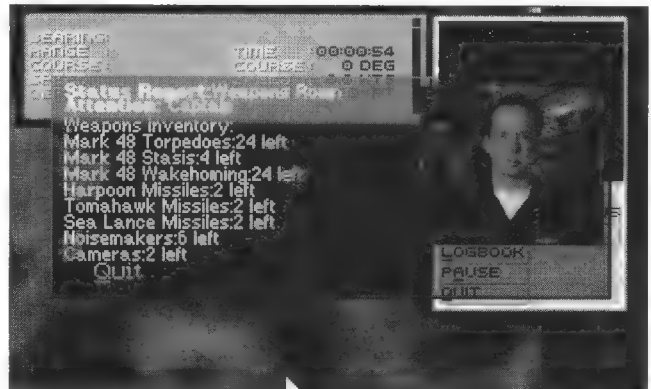 BEARING:
RANGE
COURSE:
TIME 00:00:54
COURSE: 0 DEG
Status Report: Weapons Room
Attention: Captain
Weapons Inventory:
Mark 48 Torpedoes:24 left
Mark 48 Stasis:4 left
Mark 48 Wakehoming:24 left
Harpoon Missiles:2 left
Tomahawk Missiles:2 left
Sea Lance Missiles:2 left
Noisemakers:5 left
Cameras:2 left
Quit
LOGBOOK
PAUSE
QUIT